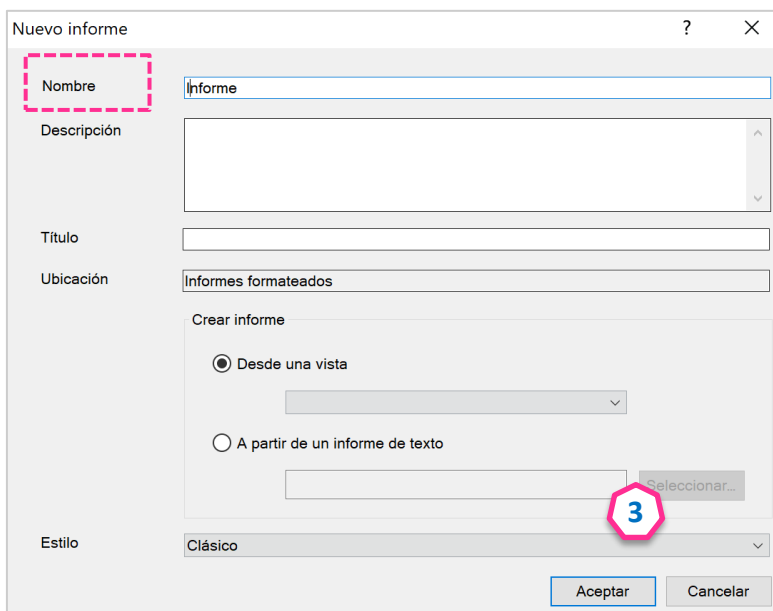 Nuevo informe ?
Nombre Informe
Descripción
Título
Ubicación Informes formateados
Crear informe
Desde una vista
A partir de un informe de texto
Seleccionar...
3
Estilo Clásico
Aceptar Cancelar